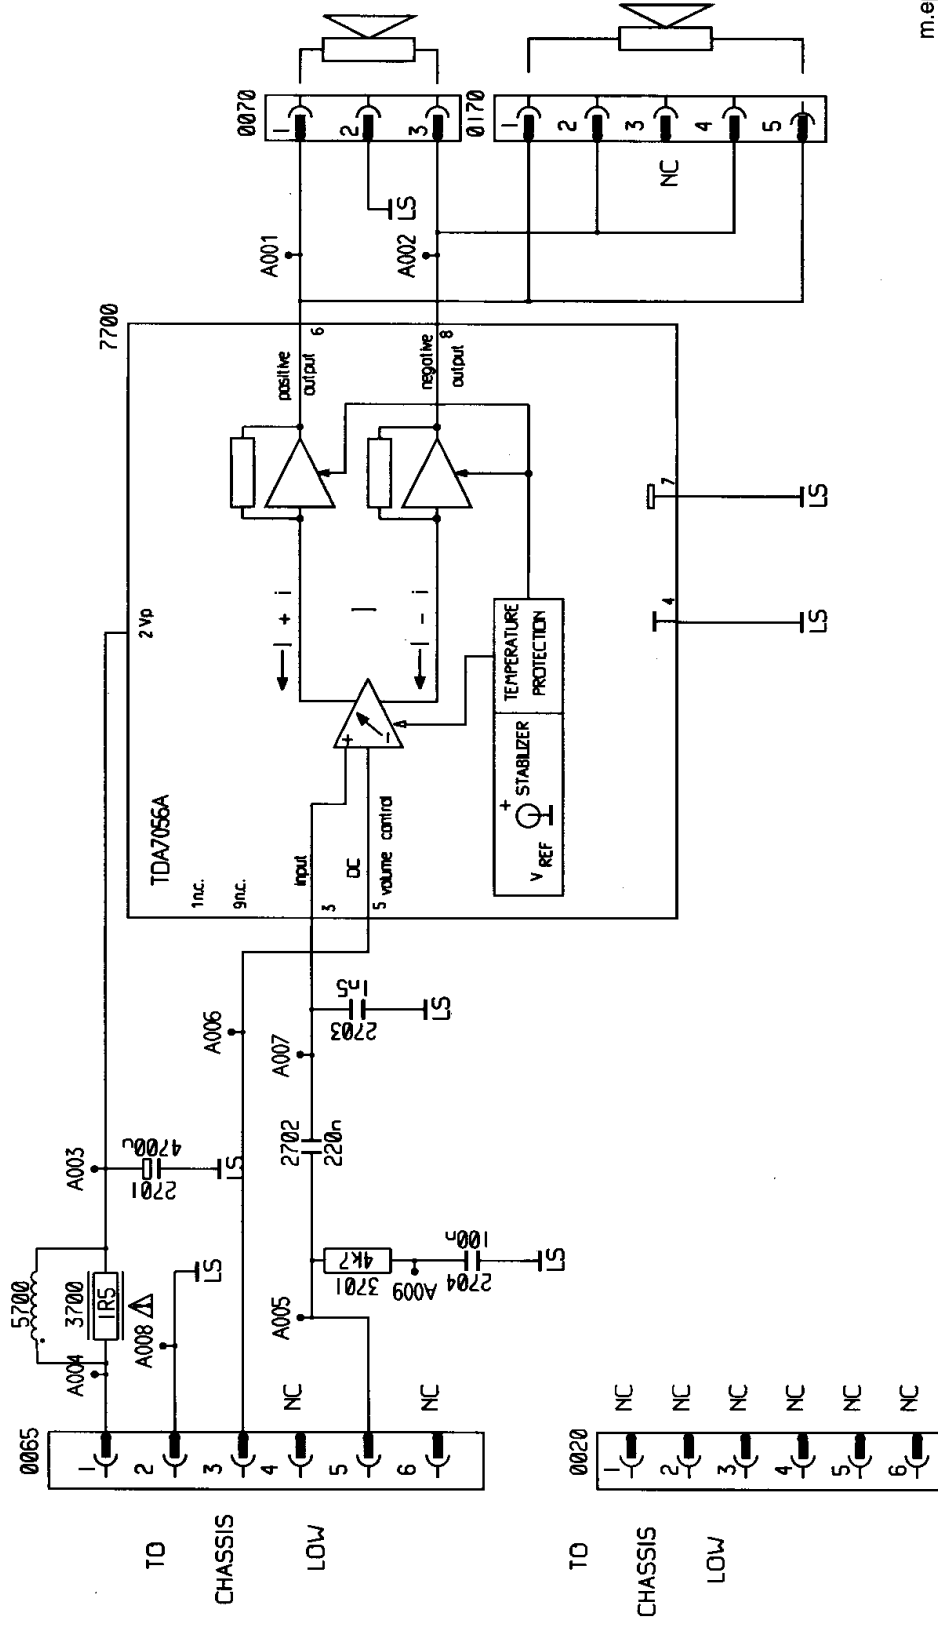 m.e
0070
1
2
3
0170
1
2
3
4
5
NC
LS
A001
A002
7700
6
positive
output
8
negative
output
2 Vp
I + i
I
I - i
7
LS
4
LS
TEMPERATURE
PROTECTION
+
STABILIZER
V REF
+
-
TDA7056A
1n.c.
9n.c.
input
3
DC
volume control
5
A006
A007
2703
1n5
LS
2702
220n
A003
2701
4700u
LS
5700
3700
1R5
A004
A008
LS
A005
4k7
3701
A009
2704
100n
LS
0065
1
2
3
4
5
6
NC
NC
TO
CHASSIS
LOW
0020
1
2
3
4
5
6
NC
NC
NC
NC
NC
NC
TO
CHASSIS
LOW